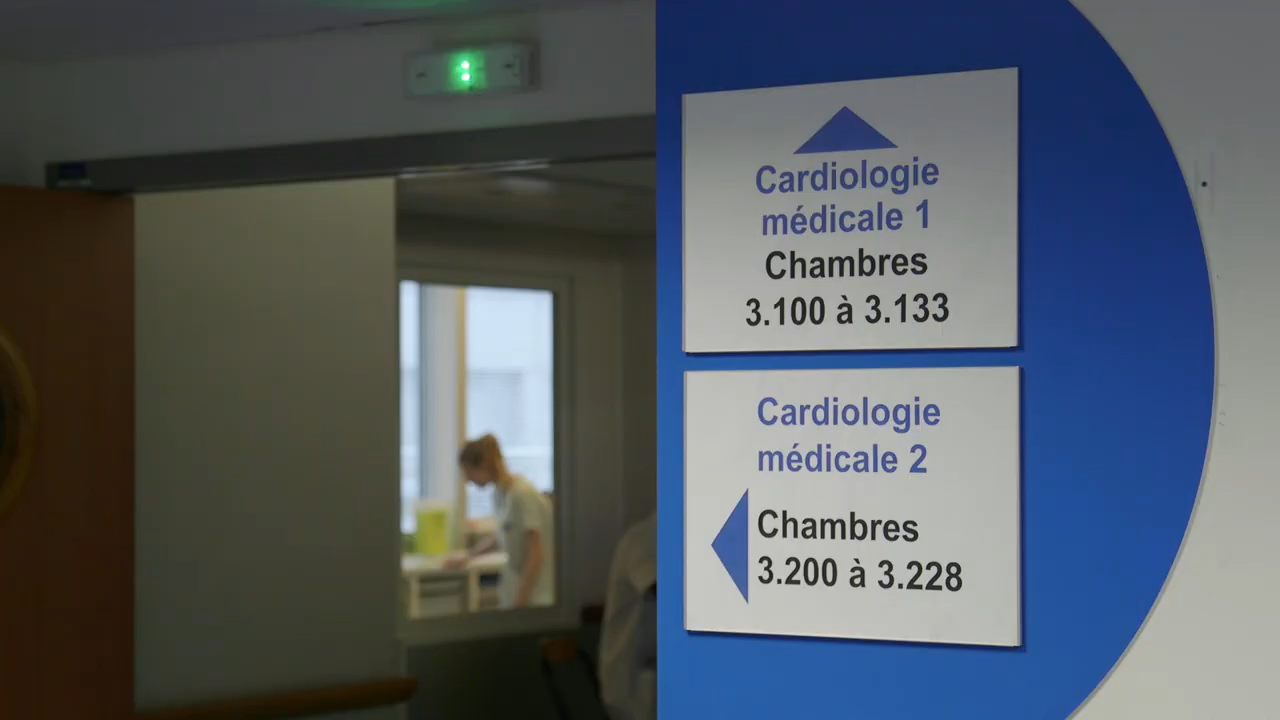 Cardiologie
médicale 1
Chambres
3.100 à 3.133
Cardiologie
médicale 2
Chambres
3.200 à 3.228